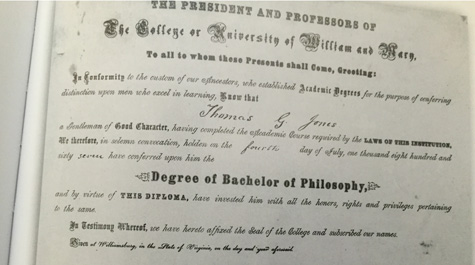 THE PRESIDENT AND PROFESSORS OF
The College or University of William and Mary,
To all to whom these Presents shall Come, Greeting:
In Conformity to the custom of our Ancestors, who established Academic Degrees for the purpose of conferring
distinction upon men who excel in learning, Know that
Thomas G. Jones
a Gentleman of Good Character, having completed the Academic Course required by the LAWS OF THIS INSTITUTION,
We therefore, in solemn convocation, holden on the fourth day of July, one thousand eight hundred and
sixty seven have conferred upon him the
Degree of Bachelor of Philosophy,
and by virtue of THIS DIPLOMA, have invested him with all the honors, rights and privileges pertaining
to the same.
In Testimony Whereof, we have hereto affixed the Seal of the College and subscribed our names.
Given at Williamsburg, in the State of Virginia, on the day and year aforesaid.